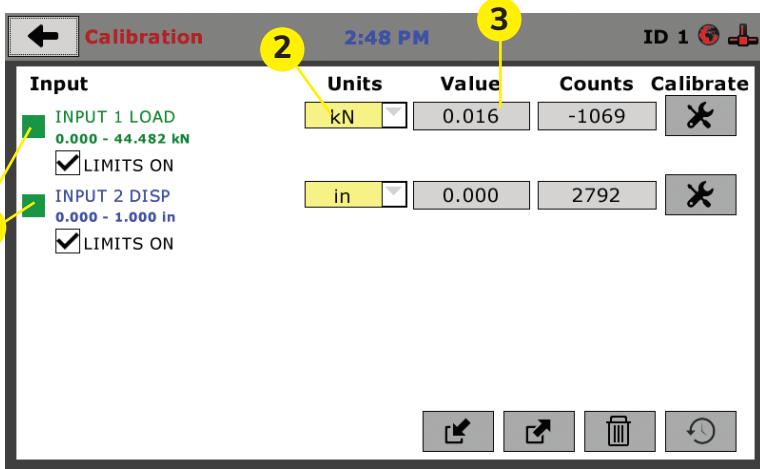 3
Calibration 2:48 PM ID 1
2
Input Units Value Counts Calibrate
INPUT 1 LOAD kN 0.016 -1069
0.000 - 44.482 kN
LIMITS ON
INPUT 2 DISP in 0.000 2792
0.000 - 1.000 in
LIMITS ON